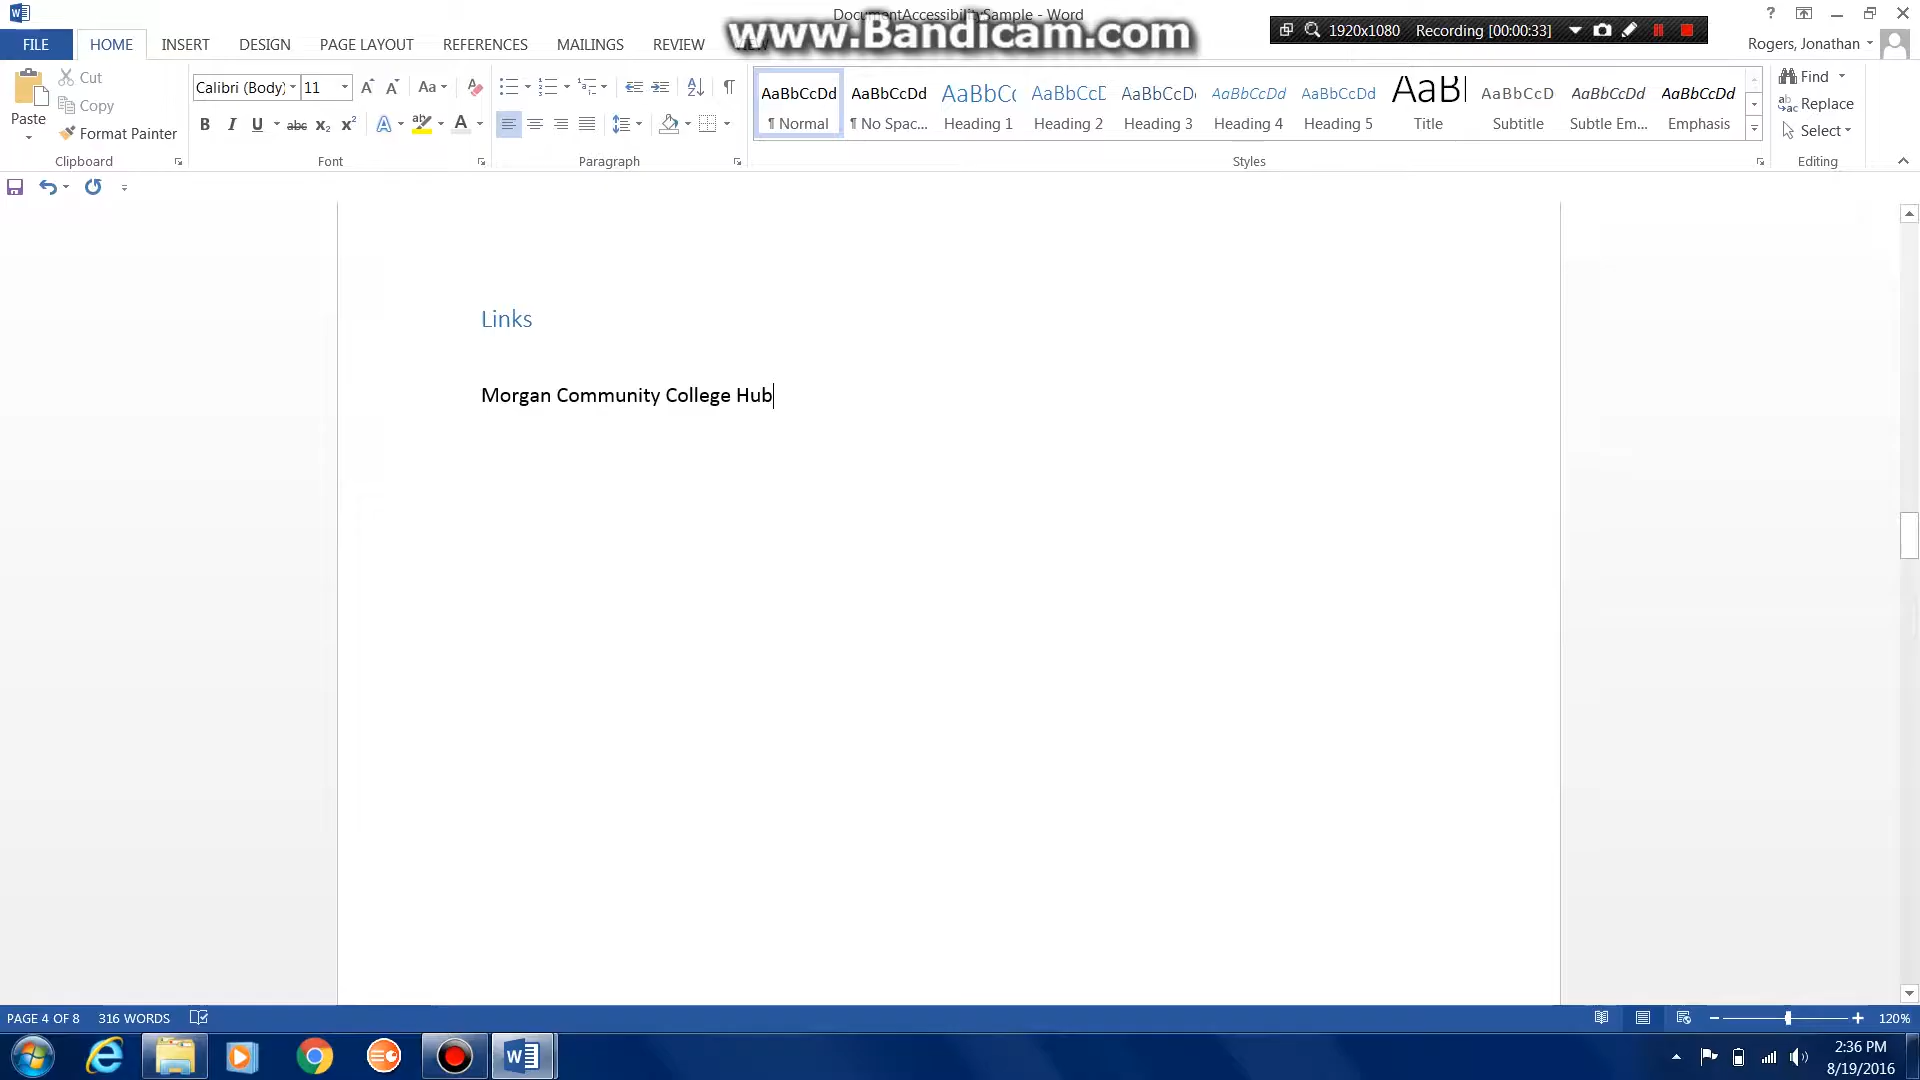 DocumentAccessibilitySample - Word
www.Bandicam.com
1920x1080 Recording [00:00:33]
FILE HOME INSERT DESIGN PAGE LAYOUT REFERENCES MAILINGS REVIEW
Rogers, Jonathan
Paste
Cut
Copy
Format Painter
Clipboard
Calibri (Body) 11
Font
Paragraph
AaBbCcDd AaBbCcDd AaBbCc AaBbCcE AaBbCcDc AaBbCcDd AaBbCcDd AaB AaBbCcD AaBbCcDd AaBbCcDd
¶ Normal ¶ No Spac... Heading 1 Heading 2 Heading 3 Heading 4 Heading 5 Title Subtitle Subtle Em... Emphasis
Styles
Find
Replace
Select
Editing
Links
Morgan Community College Hub
PAGE 4 OF 8 316 WORDS
120%
2:36 PM
8/19/2016